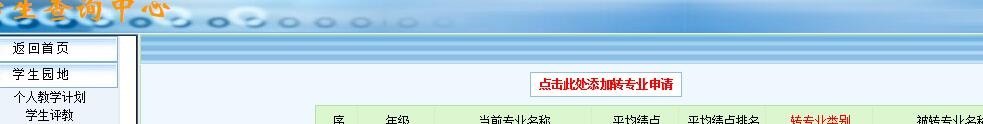 生查询中心
返回首页
学生园地
个人教学计划
学生评教
点击此处添加转专业申请
序 年级 当前专业名称 平均绩点 平均绩点排名 转专业类别 被转专业名称